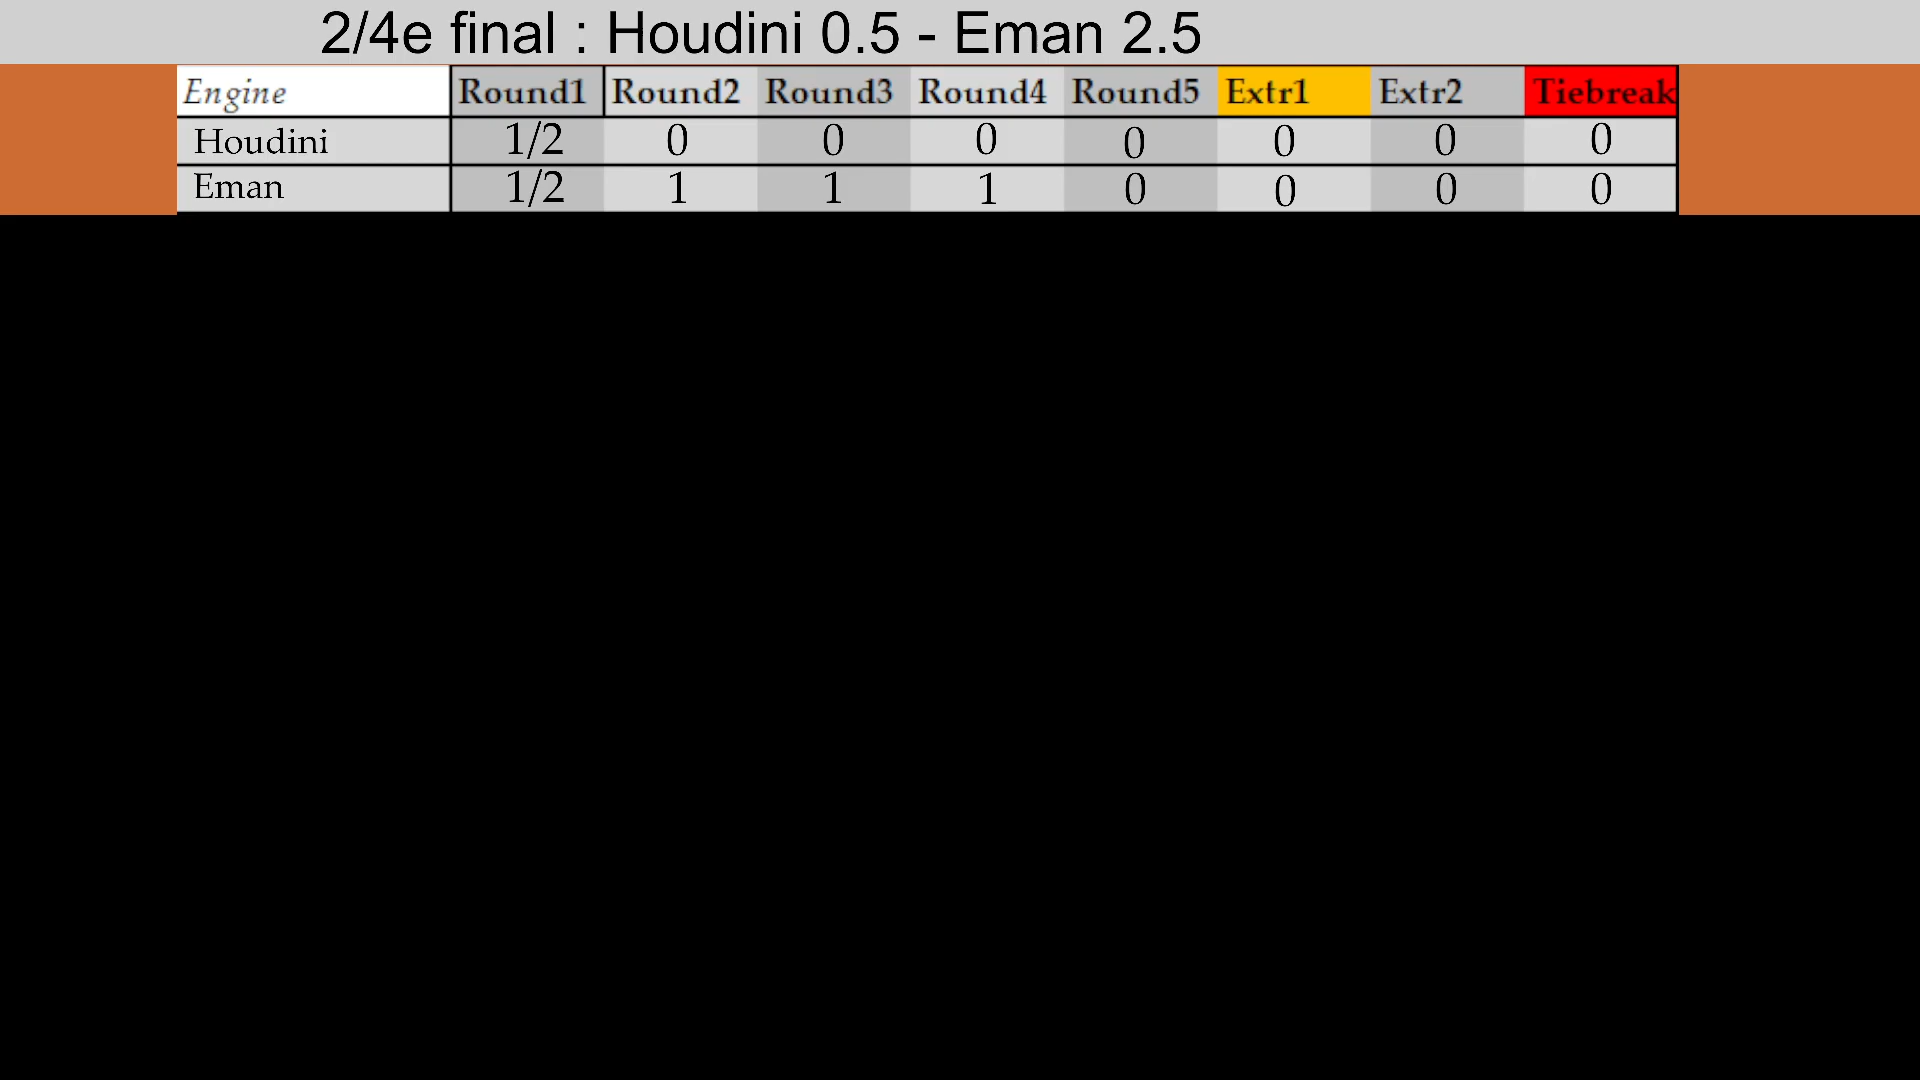 2/4e final : Houdini 0.5 - Eman 2.5
Engine Round1 Round2 Round3 Round4 Round5 Extr1 Extr2 Tiebreak
Houdini 1/2 0 0 0 0 0 0 0
Eman 1/2 1 1 1 0 0 0 0